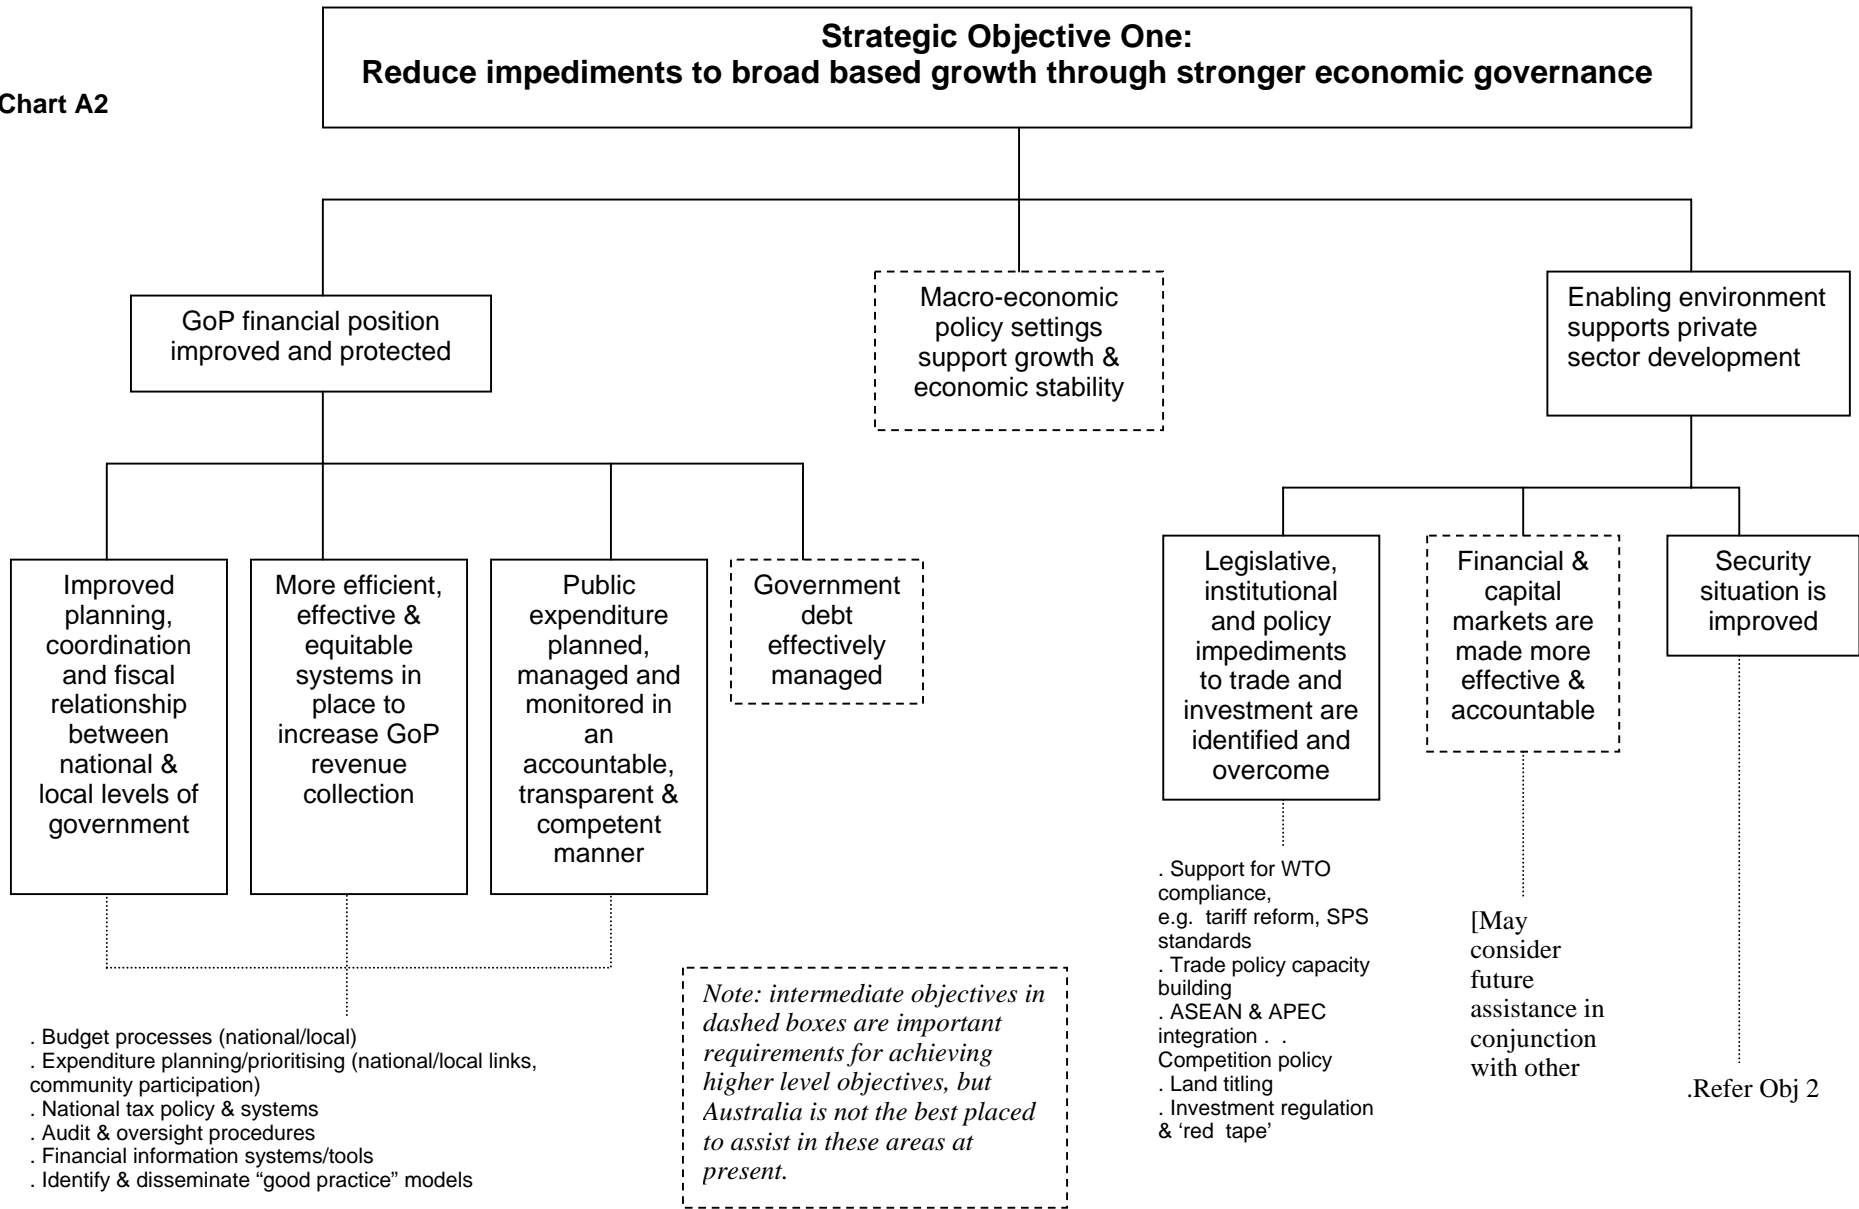 Strategic Objective One:
Reduce impediments to broad based growth through stronger economic governance
Chart A2
GoP financial position
improved and protected
Macro-economic
policy settings
support growth &
economic stability
Enabling environment
supports private
sector development
Improved
planning,
coordination
and fiscal
relationship
between
national &
local levels of
government
More efficient,
effective &
equitable
systems in
place to
increase GoP
revenue
collection
Public
expenditure
planned,
managed and
monitored in
an
accountable,
transparent &
competent
manner
Government
debt
effectively
managed
Legislative,
institutional
and policy
impediments
to trade and
investment are
identified and
overcome
Financial &
capital
markets are
made more
effective &
accountable
Security
situation is
improved
. Budget processes (national/local)
. Expenditure planning/prioritising (national/local links,
community participation)
. National tax policy & systems
. Audit & oversight procedures
. Financial information systems/tools
. Identify & disseminate “good practice” models
Note: intermediate objectives in
dashed boxes are important
requirements for achieving
higher level objectives, but
Australia is not the best placed
to assist in these areas at
present.
. Support for WTO
compliance,
e.g. tariff reform, SPS
standards
. Trade policy capacity
building
. ASEAN & APEC
integration . .
Competition policy
. Land titling
. Investment regulation
& ‘red tape’
[May
consider
future
assistance in
conjunction
with other
.Refer Obj 2